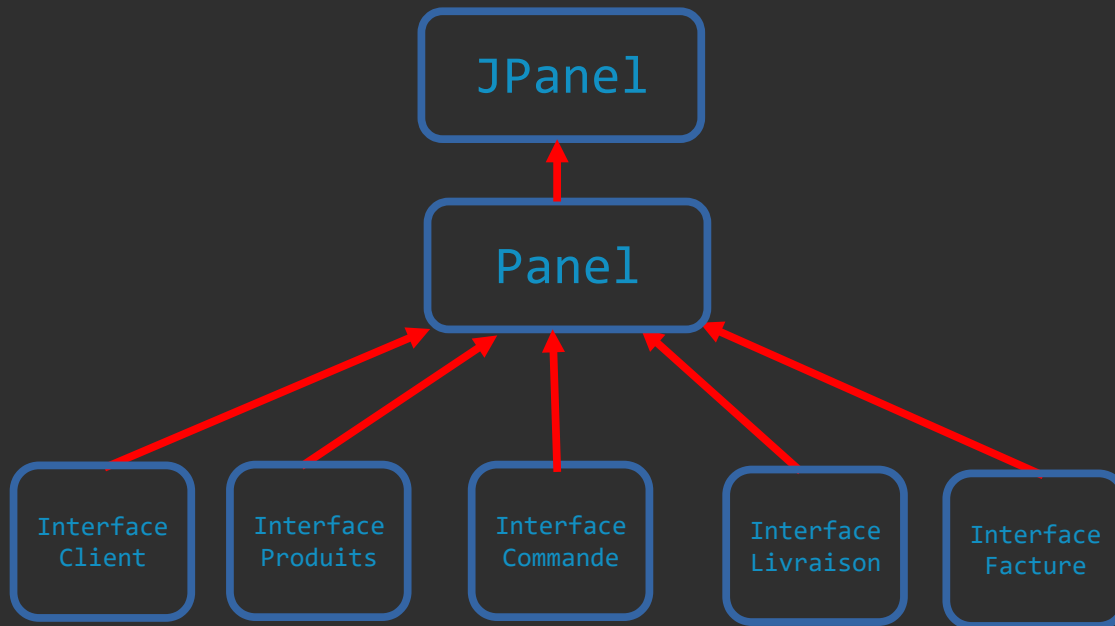 JPanel
Panel
Interface
Client
Interface
Produits
Interface
Commande
Interface
Livraison
Interface
Facture